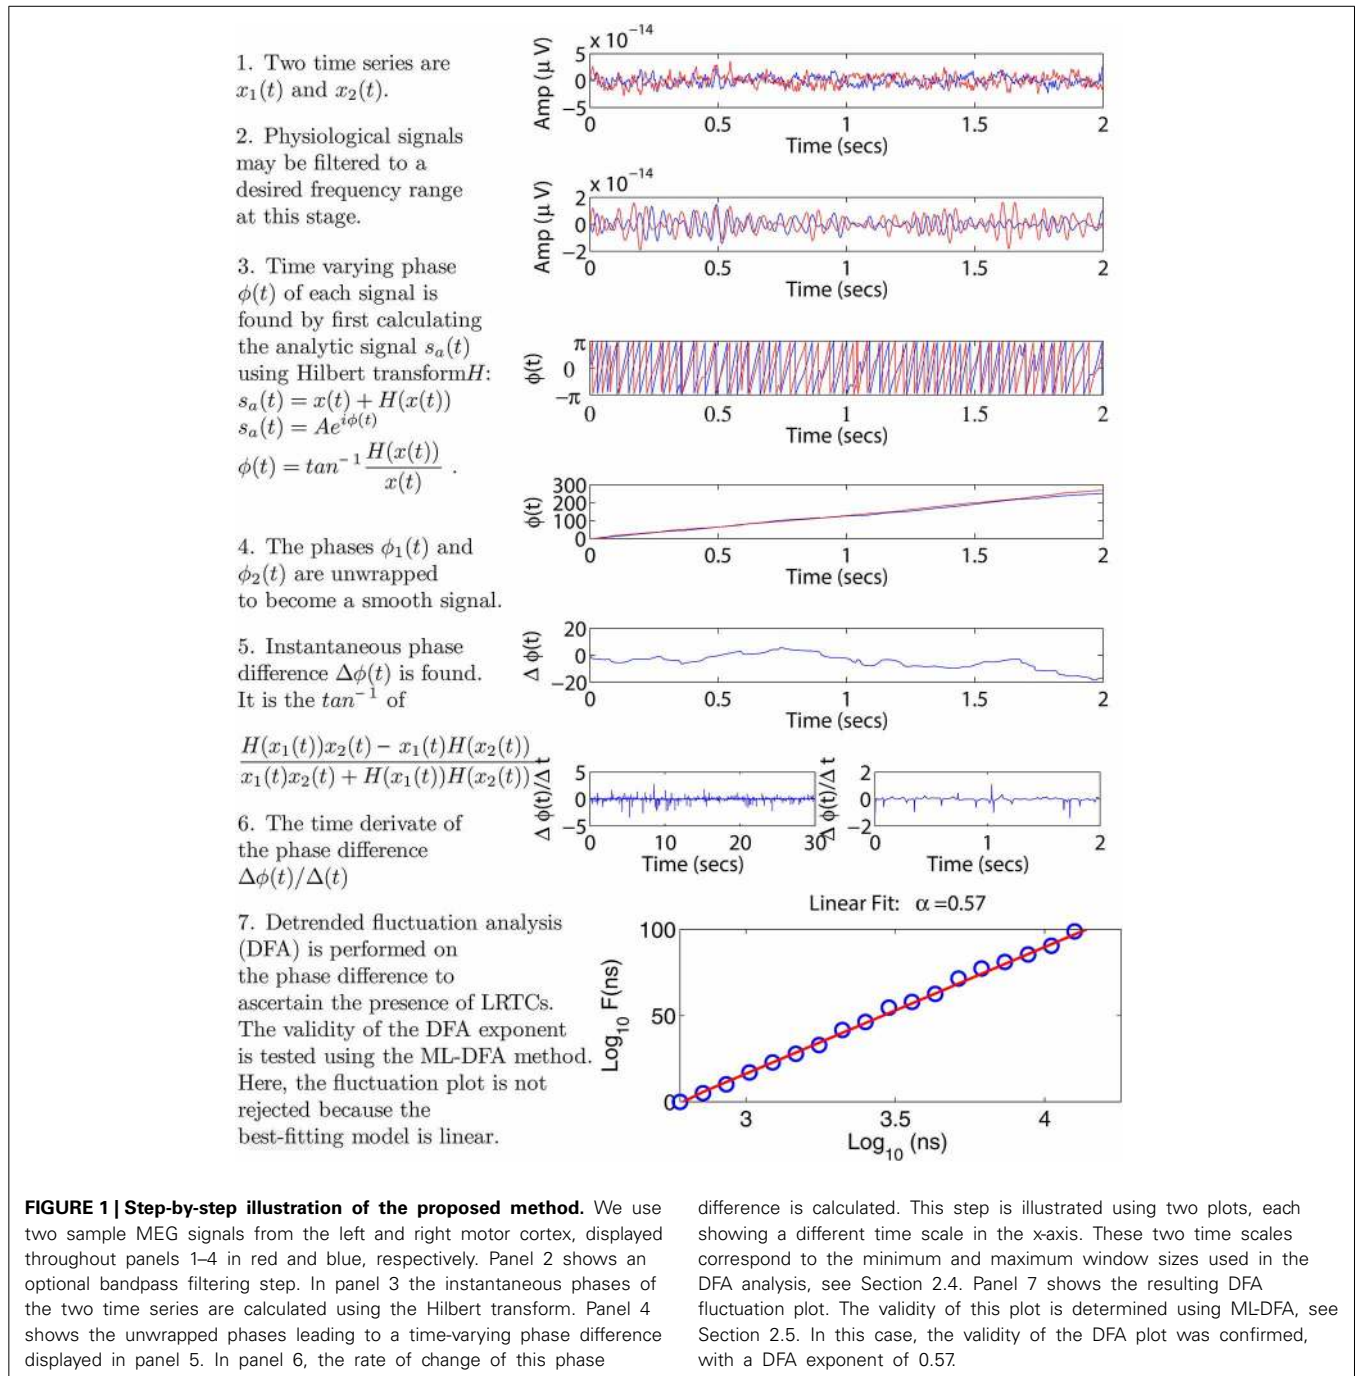 1. Two time series are
x₁(t) and x₂(t).
2. Physiological signals
may be filtered to a
desired frequency range
at this stage.
3. Time varying phase
ϕ(t) of each signal is
found by first calculating
the analytic signal sₐ(t)
using Hilbert transformH:
sₐ(t) = x(t) + H(x(t))
sₐ(t) = Ae^{iϕ(t)}
ϕ(t) = tan⁻¹ H(x(t)) / x(t) .
4. The phases ϕ₁(t) and
ϕ₂(t) are unwrapped
to become a smooth signal.
5. Instantaneous phase
difference Δϕ(t) is found.
It is the tan⁻¹ of
H(x₁(t))x₂(t) − x₁(t)H(x₂(t))
x₁(t)x₂(t) + H(x₁(t))H(x₂(t))
6. The time derivate of
the phase difference
Δϕ(t)/Δ(t)
7. Detrended fluctuation analysis
(DFA) is performed on
the phase difference to
ascertain the presence of LRTCs.
The validity of the DFA exponent
is tested using the ML-DFA method.
Here, the fluctuation plot is not
rejected because the
best-fitting model is linear.
x 10⁻¹⁴
Amp (μ V)
5
0
−5
0 0.5 1 1.5 2
Time (secs)
x 10⁻¹⁴
Amp (μ V)
2
0
−2
0 0.5 1 1.5 2
Time (secs)
ϕ(t)
π
0
−π
0 0.5 1 1.5 2
Time (secs)
ϕ(t)
300
200
100
0
0 0.5 1 1.5 2
Time (secs)
Δ ϕ(t)
20
0
−20
0 0.5 1 1.5 2
Time (secs)
Δ ϕ(t)/Δ t
5
0
−5
0 10 20 30
Time (secs)
Δ ϕ(t)/Δ t
2
0
−2
0 1 2
Time (secs)
Linear Fit: α =0.57
Log₁₀ F(ns)
100
50
0
3 3.5 4
Log₁₀ (ns)
FIGURE 1 | Step-by-step illustration of the proposed method. We use
two sample MEG signals from the left and right motor cortex, displayed
throughout panels 1–4 in red and blue, respectively. Panel 2 shows an
optional bandpass filtering step. In panel 3 the instantaneous phases of
the two time series are calculated using the Hilbert transform. Panel 4
shows the unwrapped phases leading to a time-varying phase difference
displayed in panel 5. In panel 6, the rate of change of this phase
difference is calculated. This step is illustrated using two plots, each
showing a different time scale in the x-axis. These two time scales
correspond to the minimum and maximum window sizes used in the
DFA analysis, see Section 2.4. Panel 7 shows the resulting DFA
fluctuation plot. The validity of this plot is determined using ML-DFA, see
Section 2.5. In this case, the validity of the DFA plot was confirmed,
with a DFA exponent of 0.57.